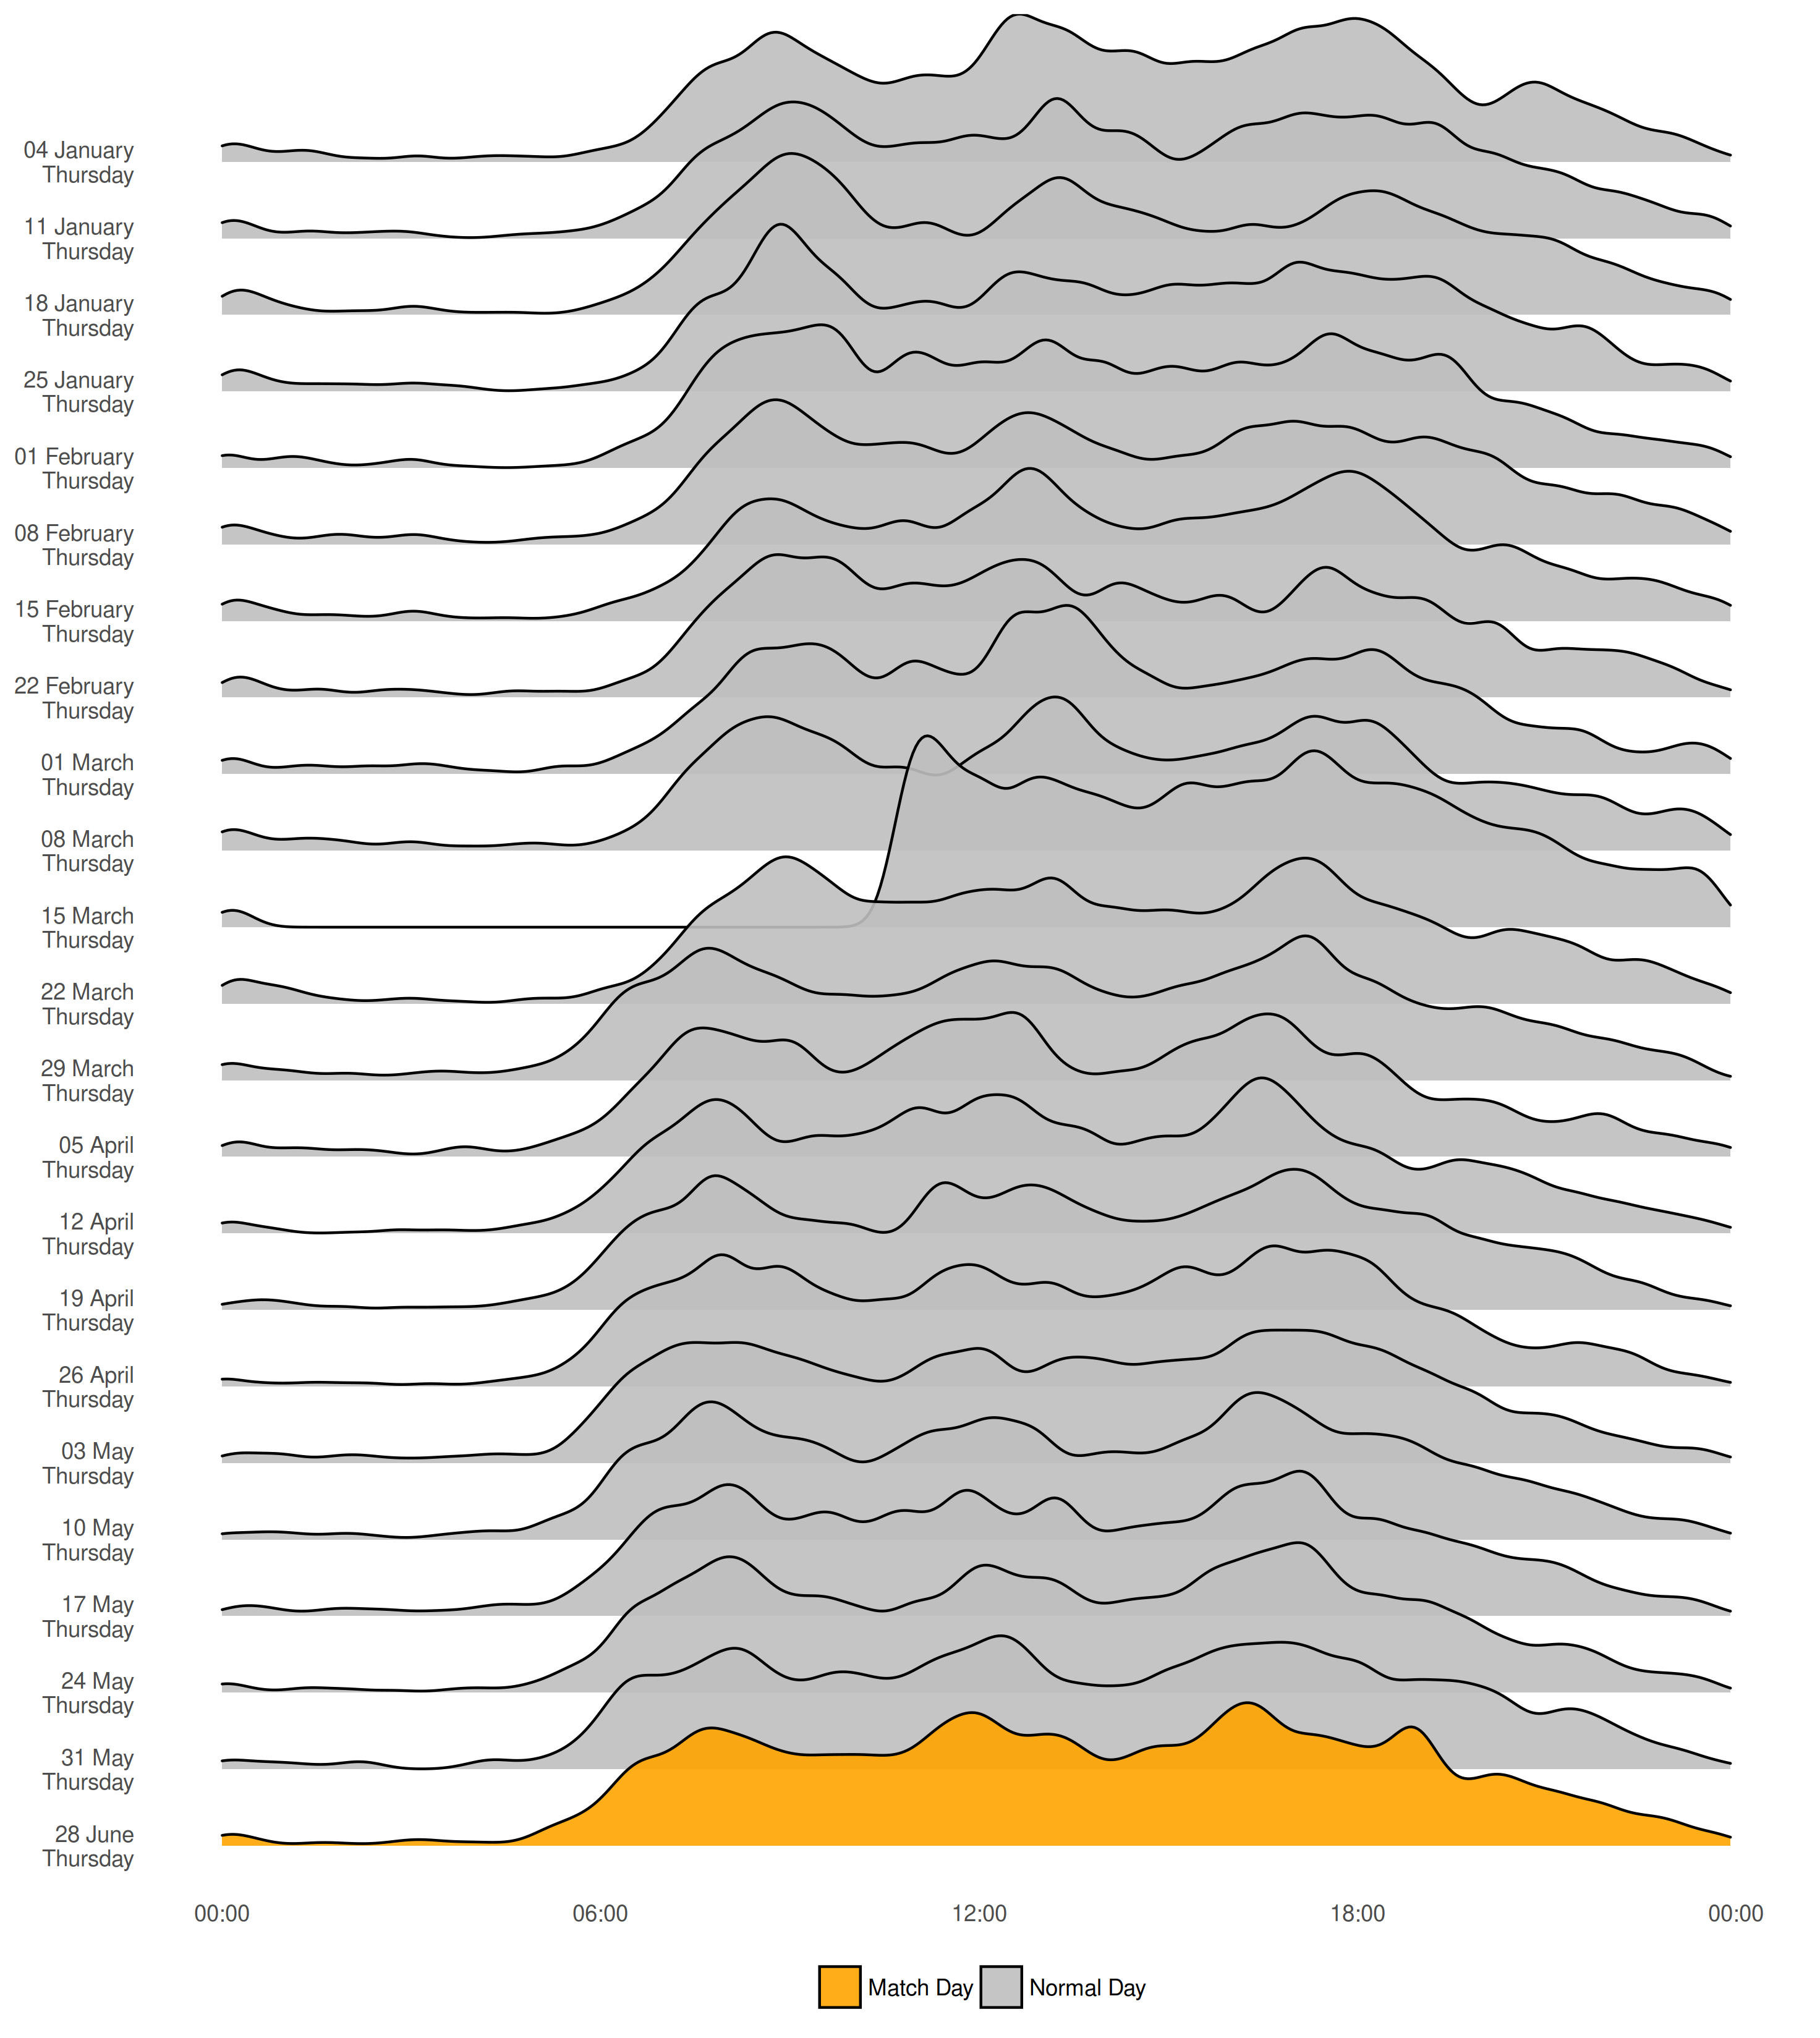 04 January
Thursday
11 January
Thursday
18 January
Thursday
25 January
Thursday
01 February
Thursday
08 February
Thursday
15 February
Thursday
22 February
Thursday
01 March
Thursday
08 March
Thursday
15 March
Thursday
22 March
Thursday
29 March
Thursday
05 April
Thursday
12 April
Thursday
19 April
Thursday
26 April
Thursday
03 May
Thursday
10 May
Thursday
17 May
Thursday
24 May
Thursday
31 May
Thursday
28 June
Thursday
00:00 06:00 12:00 18:00 00:00
Match Day Normal Day